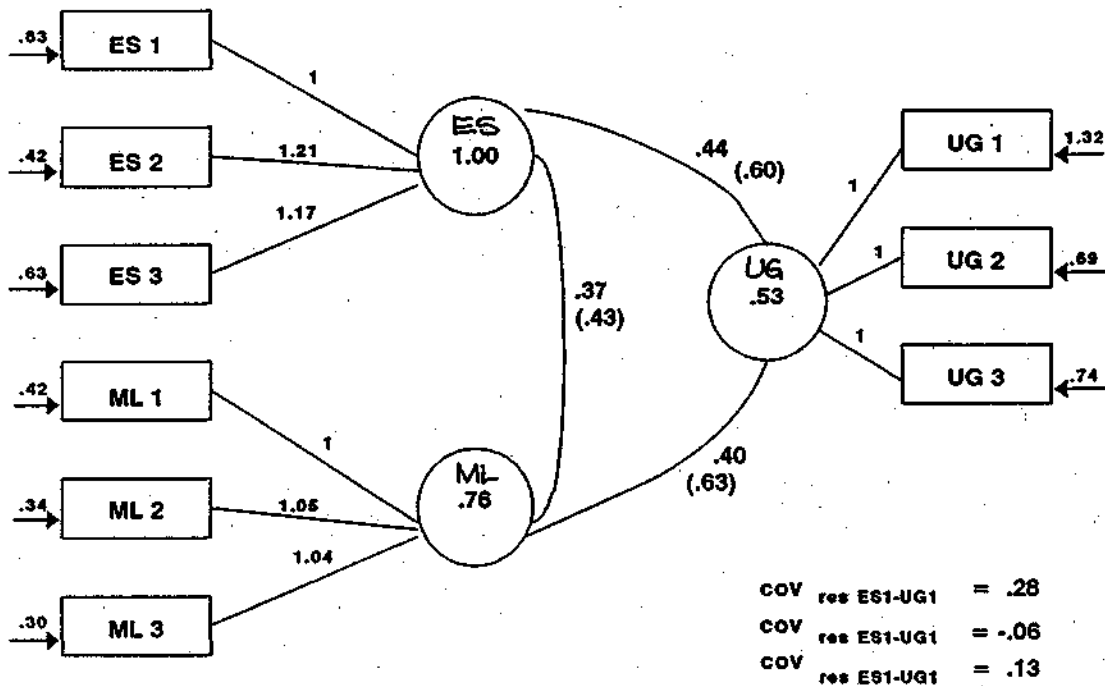 .83
ES 1
1
.42
ES 2
1.21
.63
ES 3
1.17
ES
1.00
.44
(.60)
.37
(.43)
UG
.53
1
UG 1
1.32
1
UG 2
.69
1
UG 3
.74
.42
ML 1
1
.34
ML 2
1.05
.30
ML 3
1.04
ML
.76
.40
(.63)
cov res ES1-UG1 = .28
cov res ES1-UG1 = -.06
cov res ES1-UG1 = .13